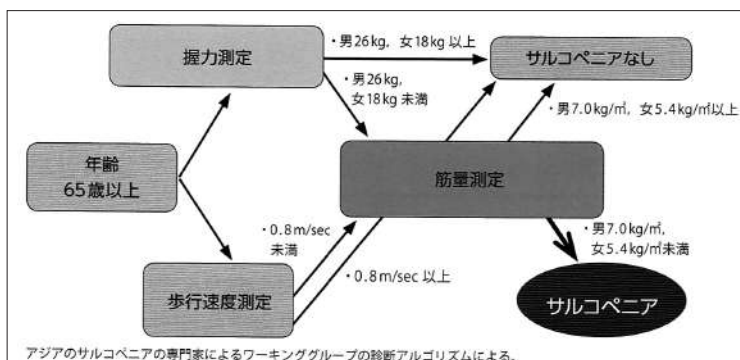 握力測定
・男26kg，女18kg 以上
サルコペニアなし
・男26kg，
女18kg 未満
・男7.0kg/㎡，女5.4kg/㎡以上
年齢
65歳以上
筋量測定
・0.8m/sec
未満
・男7.0kg/㎡，
女5.4kg/㎡未満
・0.8m/sec 以上
歩行速度測定
サルコペニア
アジアのサルコペニアの専門家によるワーキンググループの診断アルゴリズムによる。